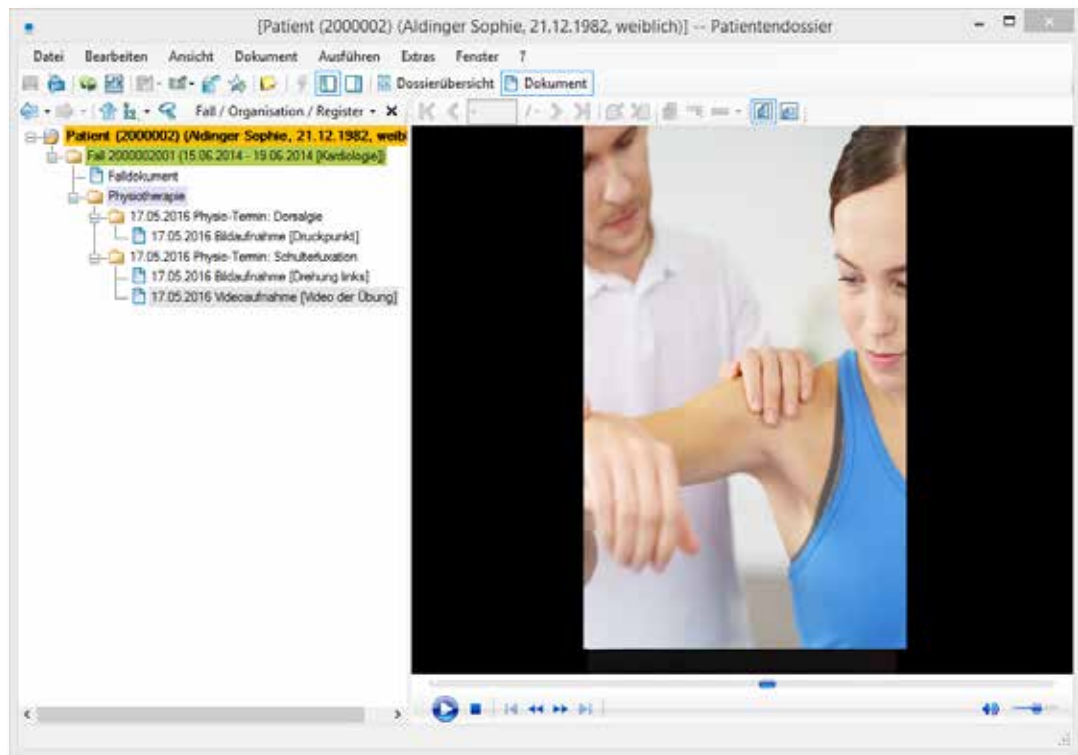 [Patient (2000002) (Aldinger Sophie, 21.12.1982, weiblich)] -- Patientendossier
Datei Bearbeiten Ansicht Dokument Ausführen Extras Fenster ?
Dossierübersicht Dokument
Fall / Organisation / Register
Patient (2000002) (Aldinger Sophie, 21.12.1982, weibl
Fall 2000002001 (15.06.2014 - 19.06.2014 [Kardiologie])
Falldokument
Physiotherapie
17.05.2016 Physio-Termin: Dorsalgie
17.05.2016 Bildaufnahme [Druckpunkt]
17.05.2016 Physio-Termin: Schulterluxation
17.05.2016 Bildaufnahme [Drehung links]
17.05.2016 Videoaufnahme [Video der Übung]